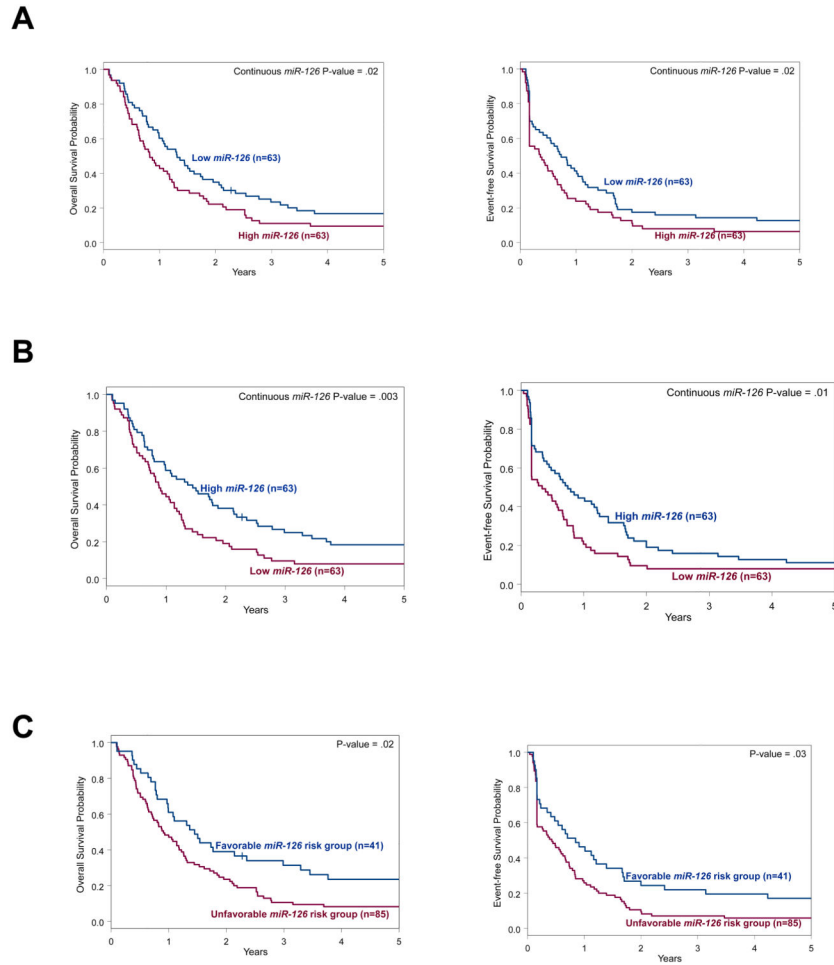 A
Continuous miR-126 P-value = .02
Overall Survival Probability
1.0
0.8
0.6
0.4
0.2
0.0
Low miR-126 (n=63)
High miR-126 (n=63)
0 1 2 3 4 5
Years
Continuous miR-126 P-value = .02
Event-free Survival Probability
1.0
0.8
0.6
0.4
0.2
0.0
Low miR-126 (n=63)
High miR-126 (n=63)
0 1 2 3 4 5
Years
B
Continuous miR-126 P-value = .003
Overall Survival Probability
1.0
0.8
0.6
0.4
0.2
0.0
High miR-126 (n=63)
Low miR-126 (n=63)
0 1 2 3 4 5
Years
Continuous miR-126 P-value = .01
Event-free Survival Probability
1.0
0.8
0.6
0.4
0.2
0.0
High miR-126 (n=63)
Low miR-126 (n=63)
0 1 2 3 4 5
Years
C
P-value = .02
Overall Survival Probability
1.0
0.8
0.6
0.4
0.2
0.0
Favorable miR-126 risk group (n=41)
Unfavorable miR-126 risk group (n=85)
0 1 2 3 4 5
Years
P-value = .03
Event-free Survival Probability
1.0
0.8
0.6
0.4
0.2
0.0
Favorable miR-126 risk group (n=41)
Unfavorable miR-126 risk group (n=85)
0 1 2 3 4 5
Years